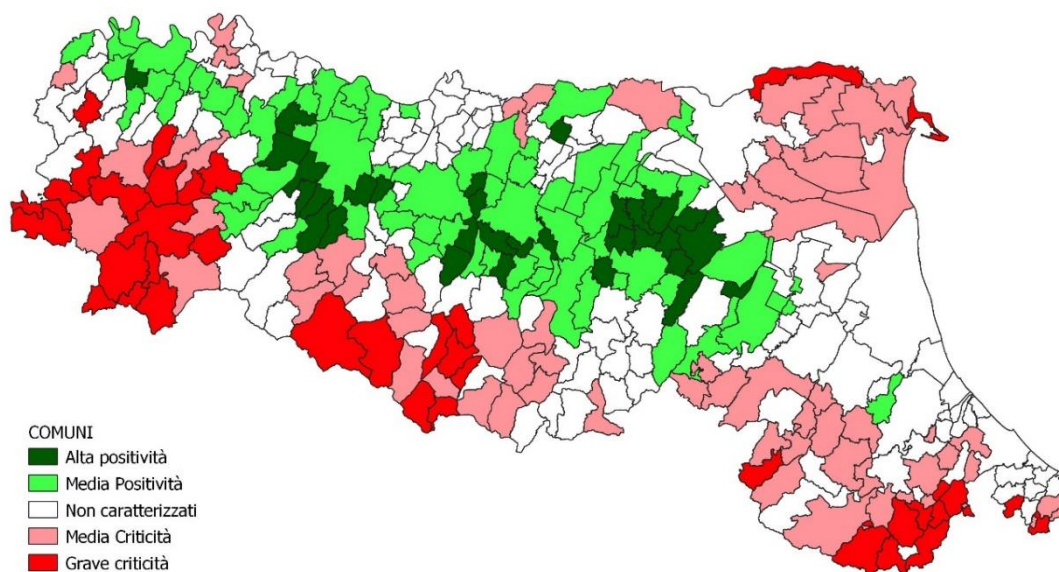 COMUNI
Alta positività
Media Positività
Non caratterizzati
Media Criticità
Grave criticità